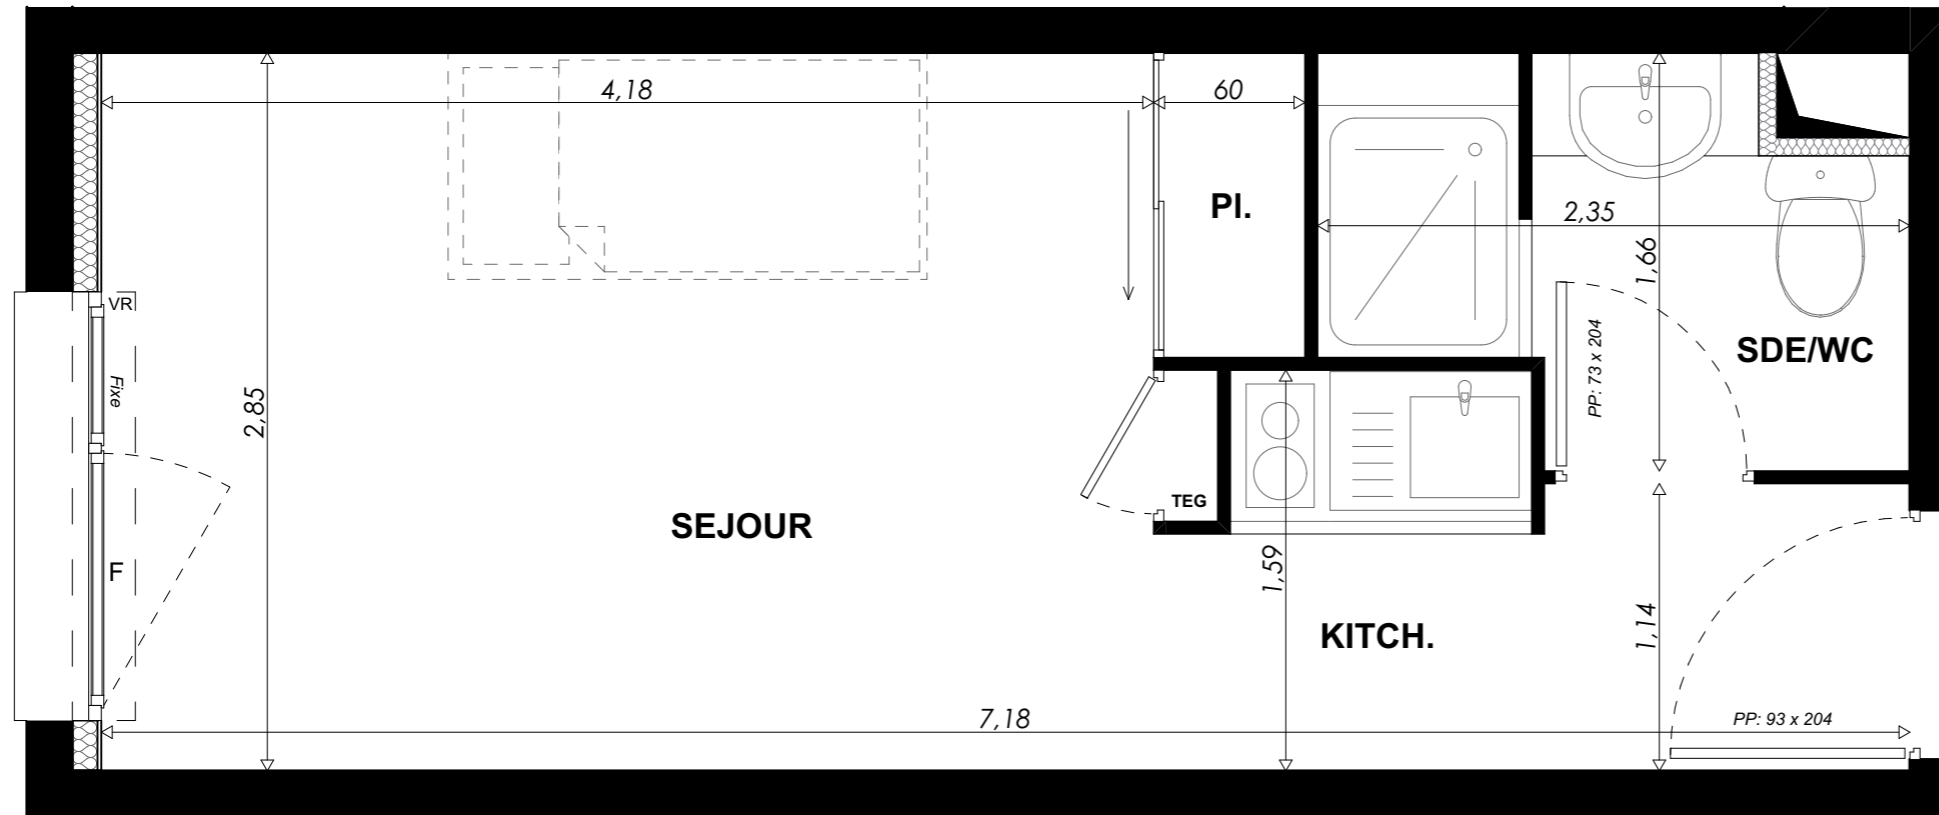 4,18
60
PI.
2,35
1,66
VR
Fixe
2,85
PP: 73 x 204
SDE/WC
TEG
SEJOUR
F
1,59
KITCH.
1,14
7,18
PP: 93 x 204